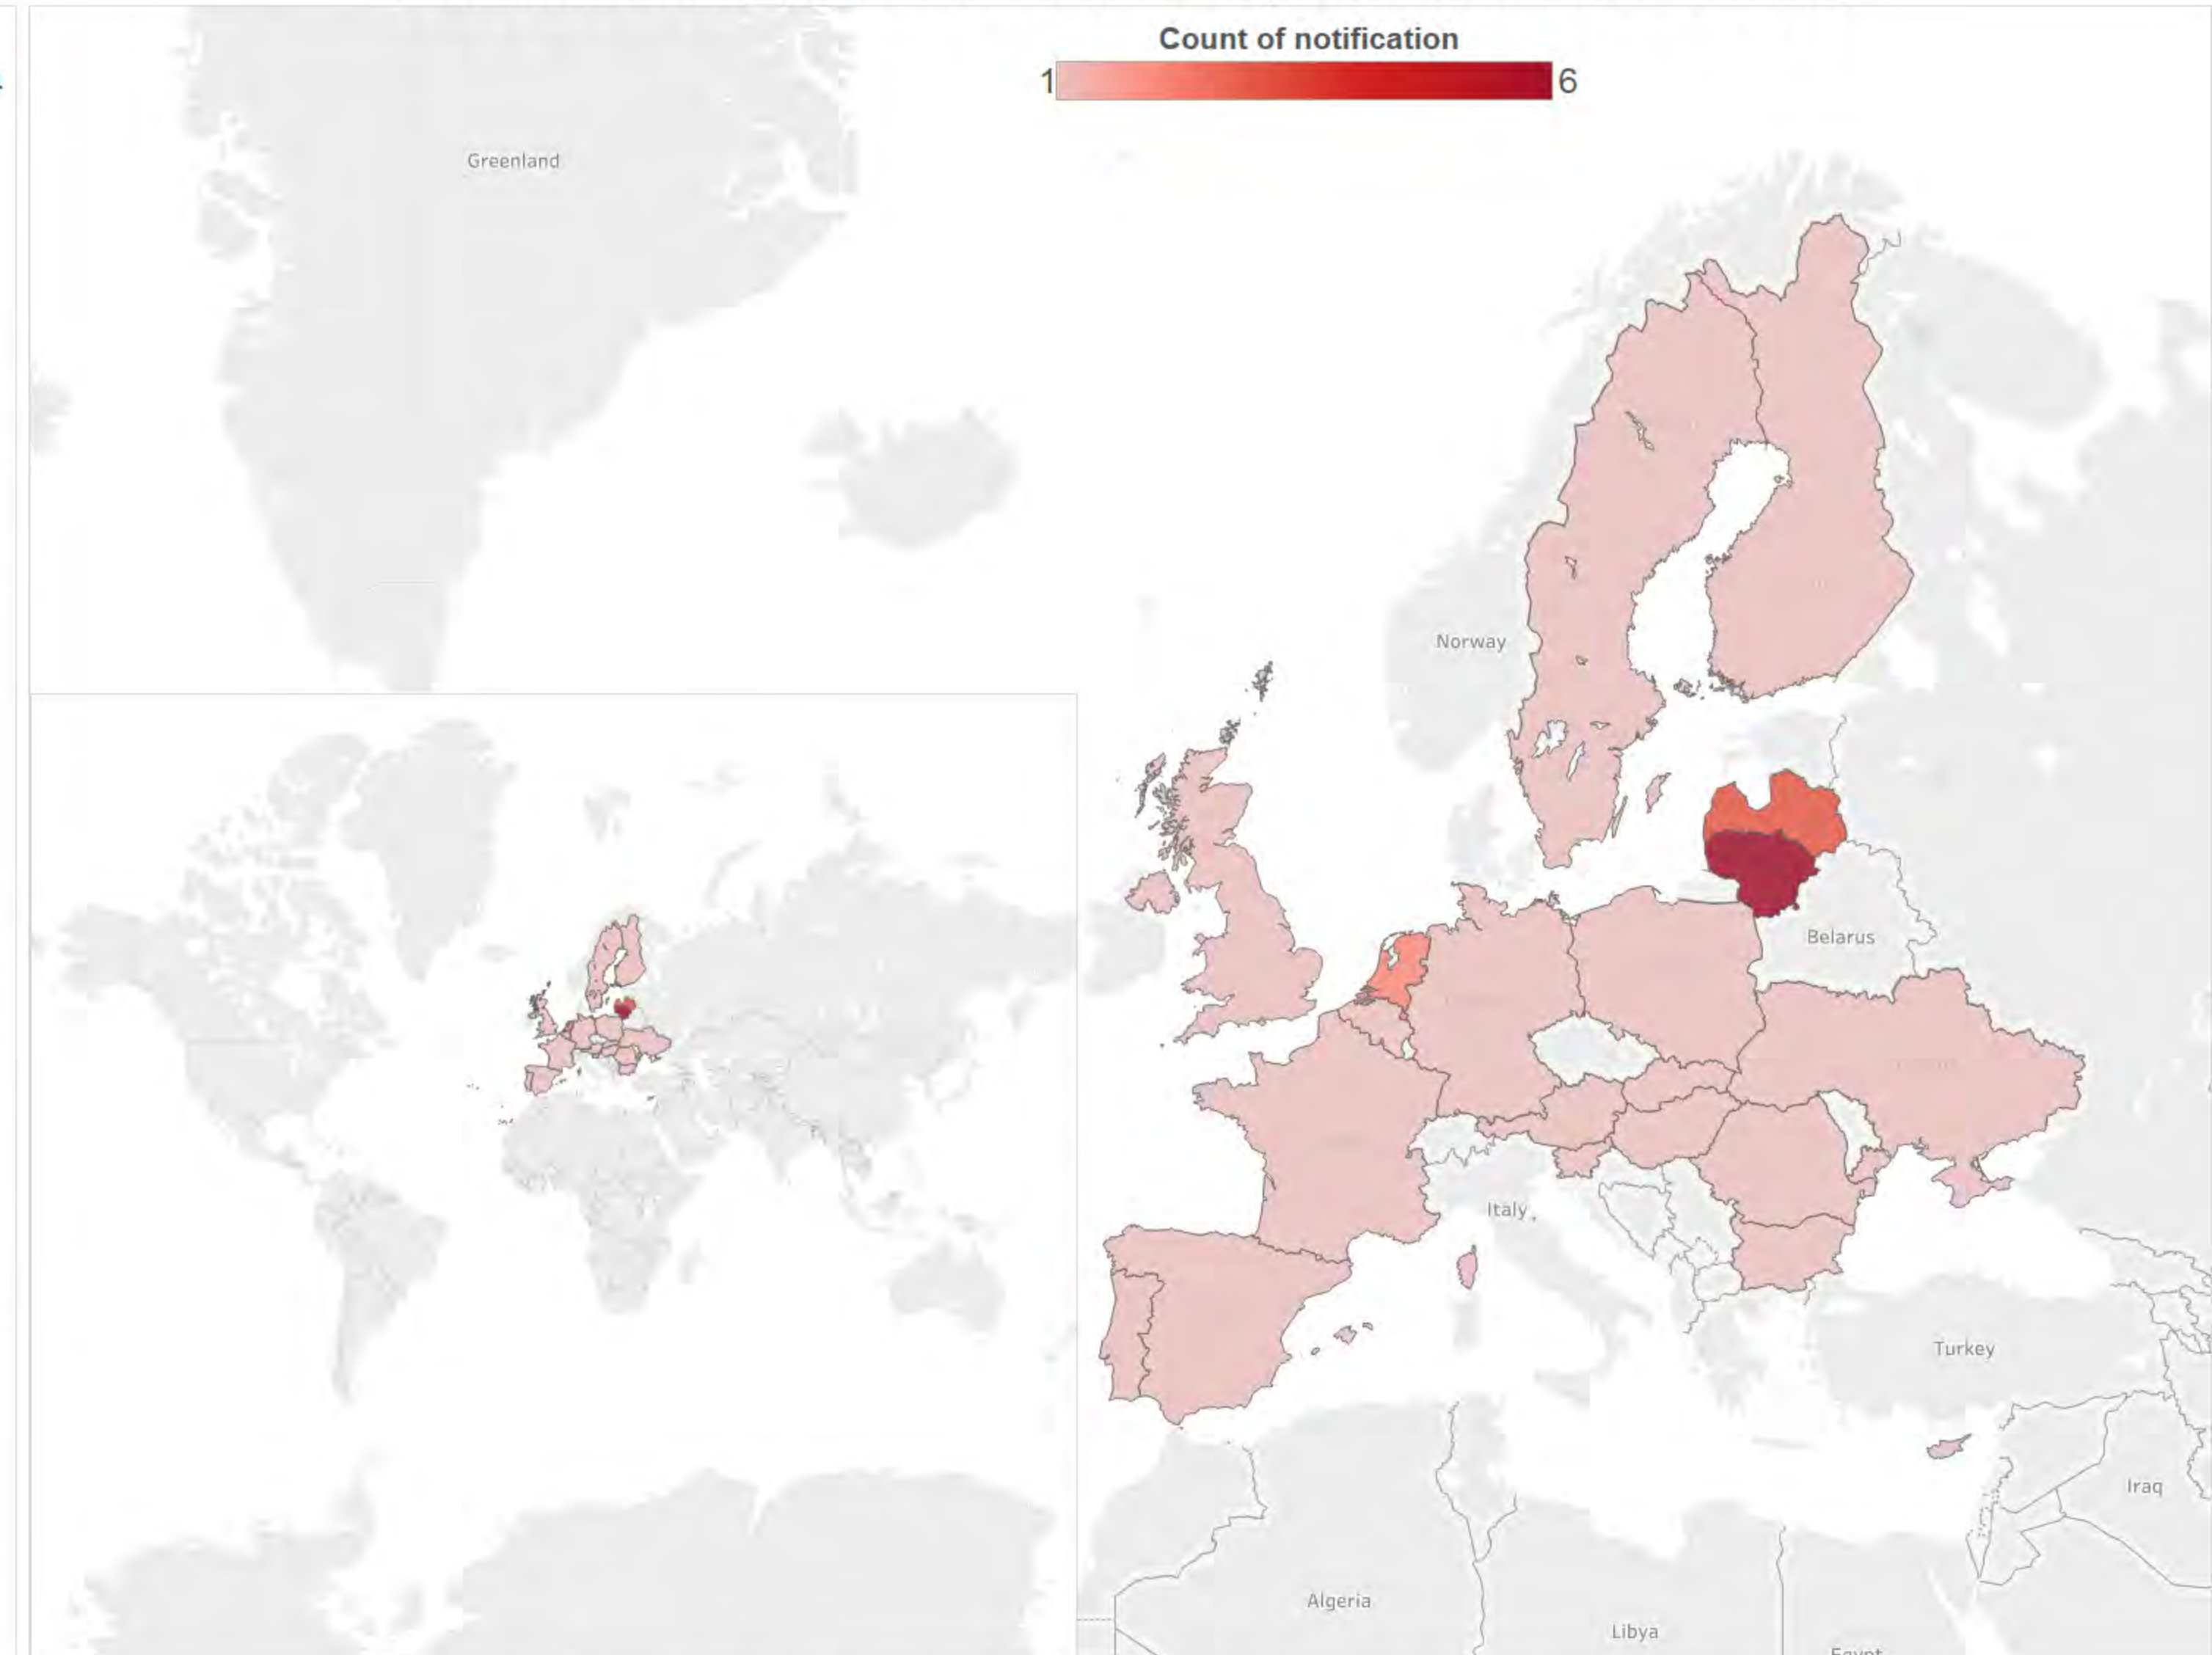 Count of notification
1 6
Greenland
Norway
Belarus
Italy
Turkey
Iraq
Algeria
Libya